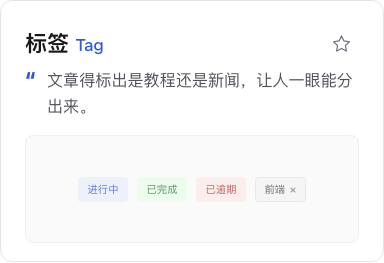 标签 Tag
“ 文章得标出是教程还是新闻，让人一眼能分
出来。
进行中 已完成 已逾期 前端 ×